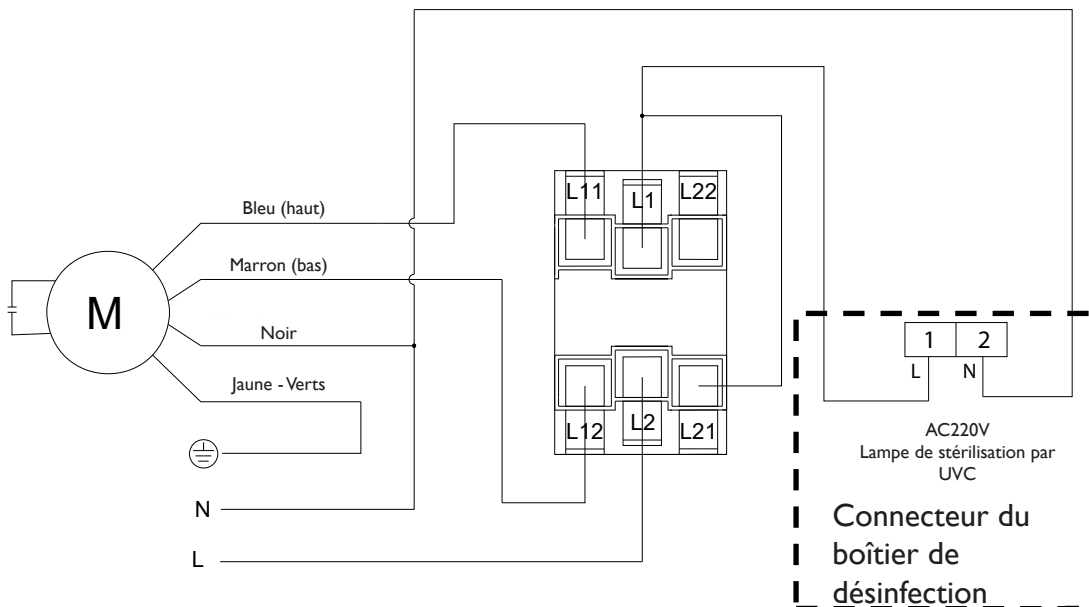 L11
L1
L22
Bleu (haut)
Marron (bas)
M
Noir
Jaune - Verts
N
L
L12
L2
L21
1 2
L N
AC220V
Lampe de stérilisation par
UVC
Connecteur du
boîtier de
désinfection